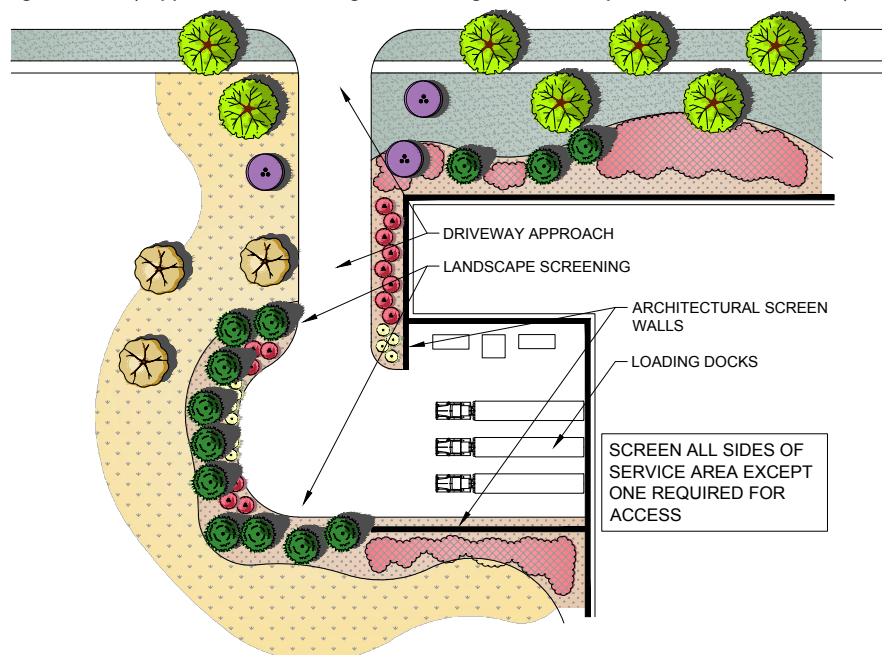 DRIVEWAY APPROACH
LANDSCAPE SCREENING
ARCHITECTURAL SCREEN
WALLS
LOADING DOCKS
SCREEN ALL SIDES OF
SERVICE AREA EXCEPT
ONE REQUIRED FOR
ACCESS